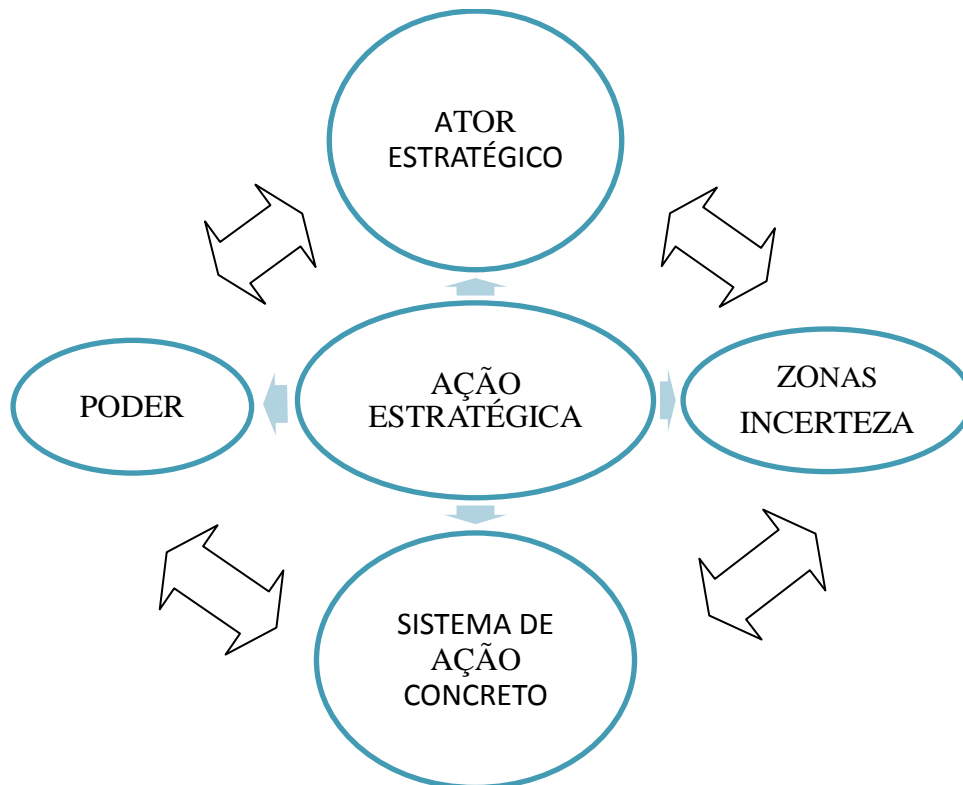 ATOR
ESTRATÉGICO
PODER
AÇÃO
ESTRATÉGICA
ZONAS
INCERTEZA
SISTEMA DE
AÇÃO
CONCRETO